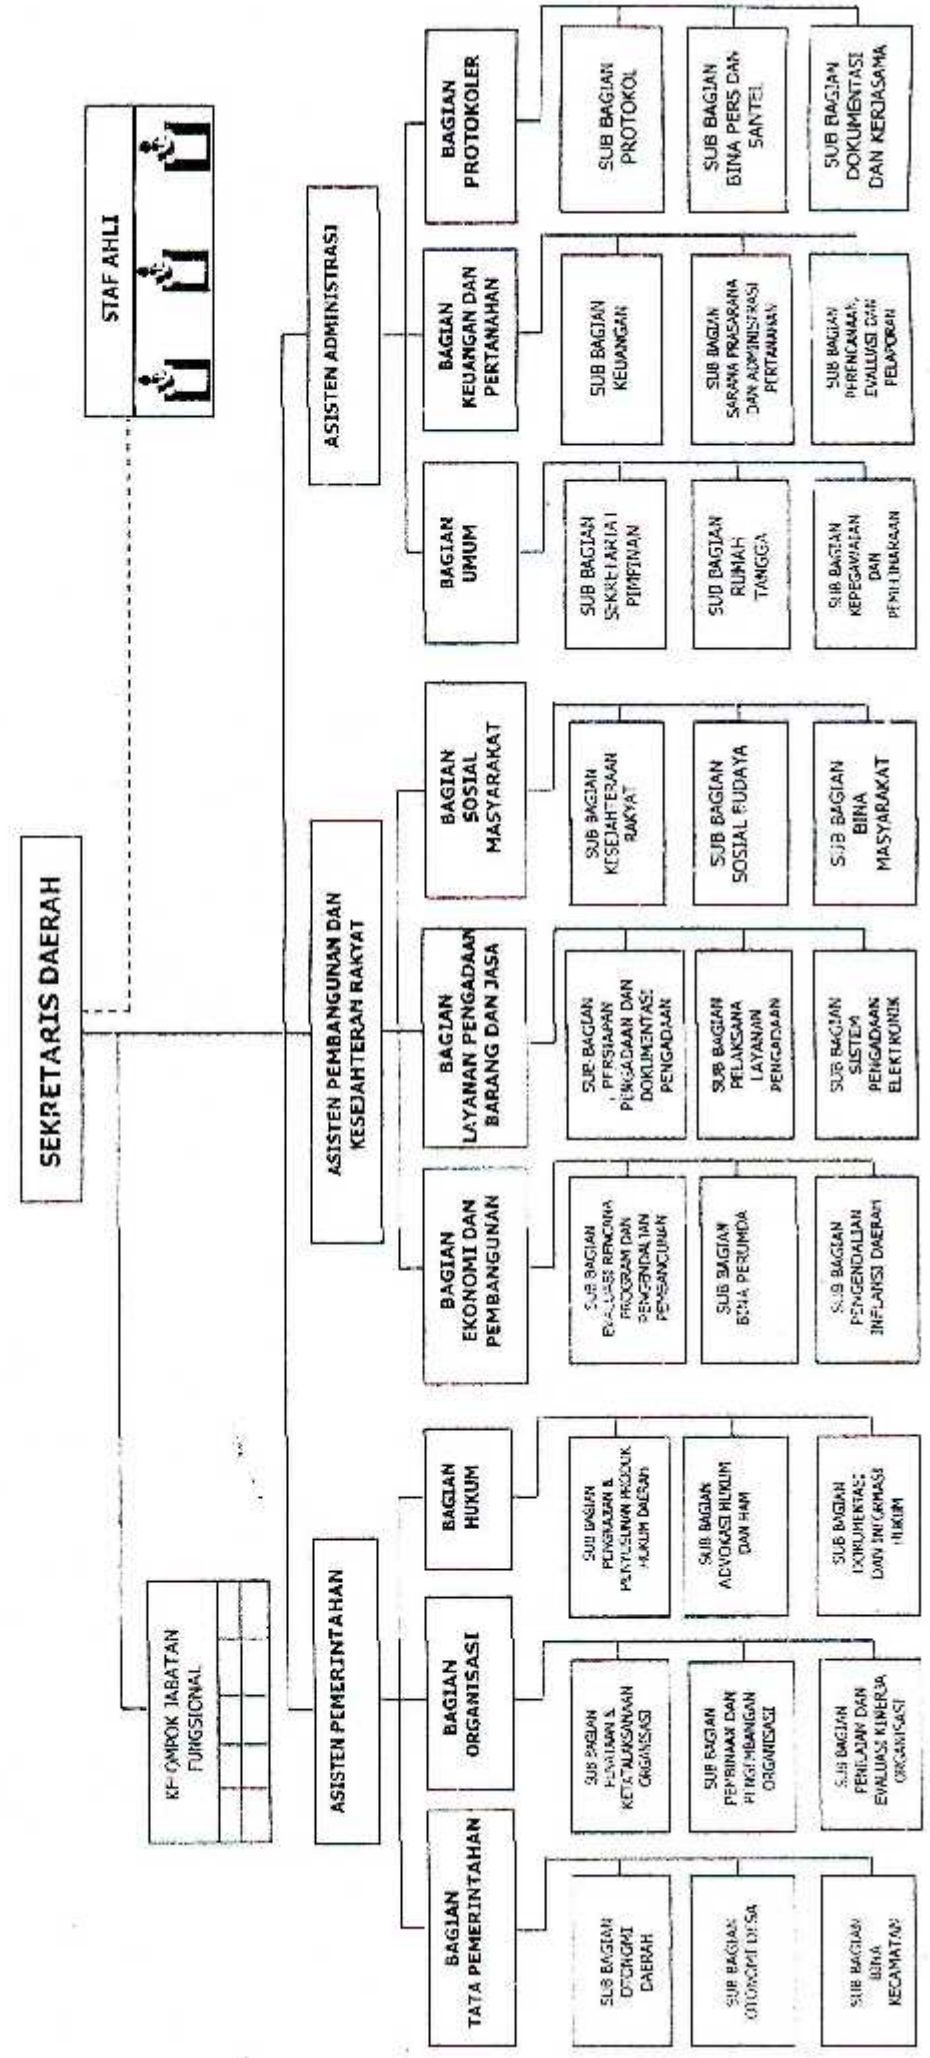 SEKRETARIS DAERAH
STAF AHLI
KELOMPOK JABATAN
FUNGSIONAL
ASISTEN PEMERINTAHAN
ASISTEN PEMBANGUNAN DAN
KESEJAHTERAN RAKYAT
ASISTEN ADMINISTRASI
BAGIAN
TATA PEMERINTAHAN
BAGIAN
ORGANISASI
BAGIAN
HUKUM
BAGIAN
EKONOMI DAN
PEMBANGUNAN
BAGIAN
LAYANAN PENGADAAN
BARANG DAN JASA
BAGIAN
SOSIAL
MASYARAKAT
BAGIAN
UMUM
BAGIAN
KEUANGAN DAN
PERTANAHAN
BAGIAN
PROTOKOLER
SUB BAGIAN
OTONOMI
DAERAH
SUB BAGIAN
OTONOMI DESA
SUB BAGIAN
BINA
KECAMATAN
SUB BAGIAN
PENATAAN &
KETATALAKSANAAN
ORGANISASI
SUB BAGIAN
PEMBINAAN DAN
PENGEMBANGAN
ORGANISASI
SUB BAGIAN
PENILAIAN DAN
EVALUASI KINERJA
ORGANISASI
SUB BAGIAN
PENGKAJIAN &
PENYUSUNAN PRODUK
HUKUM DAERAH
SUB BAGIAN
ADVOKASI HUKUM
DAN HAM
SUB BAGIAN
DOKUMENTASI
DAN INFORMASI
HUKUM
SUB BAGIAN
EVALUASI RENCANA
PROGRAM DAN
PENGENDALIAN
PEMBANGUNAN
SUB BAGIAN
BINA PERUMDA
SUB BAGIAN
PENGENDALIAN
INFLANSI DAERAH
SUB BAGIAN
PERSIAPAN
PENGADAAN DAN
DOKUMENTASI
PENGADAAN
SUB BAGIAN
PELAKSANA
LAYANAN
PENGADAAN
SUB BAGIAN
SISTEM
PENGADAAN
ELEKTRONIK
SUB BAGIAN
KESEJAHTERAAN
RAKYAT
SUB BAGIAN
SOSIAL BUDAYA
SUB BAGIAN
BINA
MASYARAKAT
SUB BAGIAN
SEKRETARIAT
PIMPINAN
SUB BAGIAN
RUMAH
TANGGA
SUB BAGIAN
KEPEGAWAIAN
DAN
PEMELIHARAAN
SUB BAGIAN
KEUANGAN
SUB BAGIAN
SARANA PRASARANA
DAN ADMINISTRASI
PERTANAHAN
SUB BAGIAN
PERENCANAAN,
EVALUASI DAN
PELAPORAN
SUB BAGIAN
PROTOKOL
SUB BAGIAN
BINA PERS DAN
SANTEL
SUB BAGIAN
DOKUMENTASI
DAN KERJASAMA